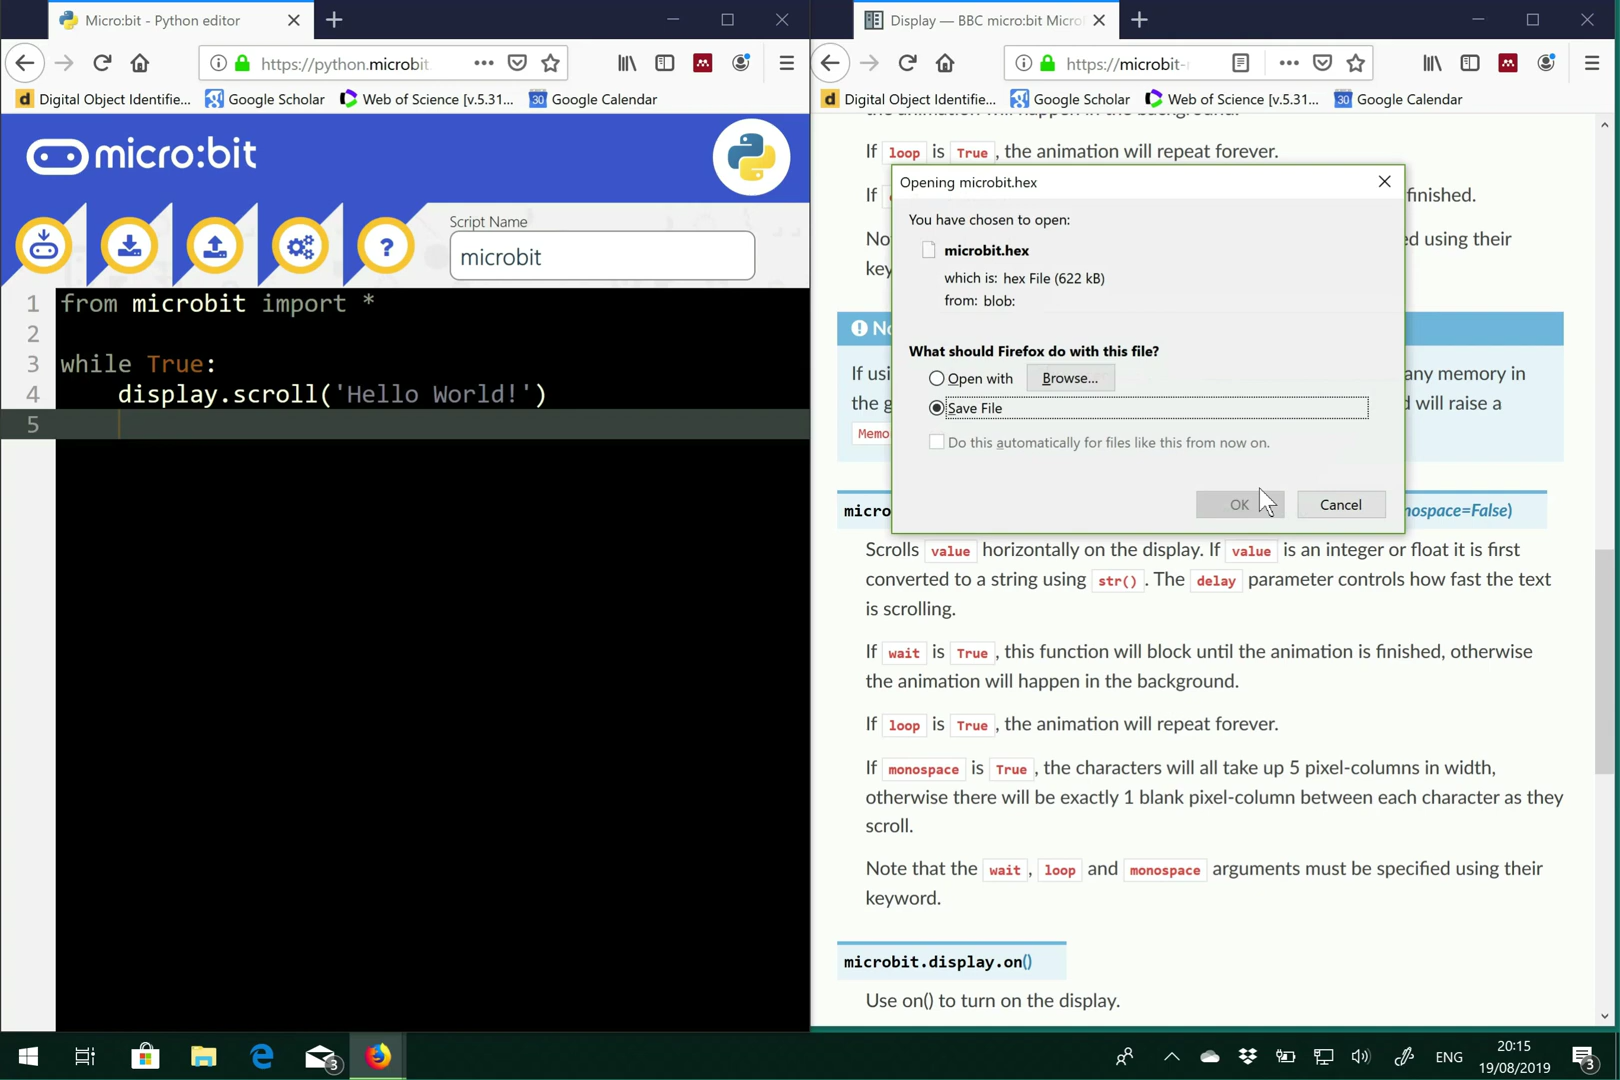 Micro:bit - Python editor
https://python.microbit.
Digital Object Identifie...
Google Scholar
Web of Science [v.5.31...
30 Google Calendar
micro:bit
?
Script Name
microbit
1 from microbit import *
2
3 while True:
4 display.scroll('Hello World!')
5
Display — BBC micro:bit Micro
https://microbit-
Digital Object Identifie...
Google Scholar
Web of Science [v.5.31...
30 Google Calendar
the animation will happen in the background.
If loop is True , the animation will repeat forever.
If
finished.
No
ed using their
key
Opening microbit.hex
You have chosen to open:
microbit.hex
which is: hex File (622 kB)
from: blob:
What should Firefox do with this file?
Open with Browse...
Save File
Do this automatically for files like this from now on.
OK Cancel
No
If usi
any memory in
the g
d will raise a
Memo
micro
nospace=False)
Scrolls value horizontally on the display. If value is an integer or float it is first
converted to a string using str() . The delay parameter controls how fast the text
is scrolling.
If wait is True , this function will block until the animation is finished, otherwise
the animation will happen in the background.
If loop is True , the animation will repeat forever.
If monospace is True , the characters will all take up 5 pixel-columns in width,
otherwise there will be exactly 1 blank pixel-column between each character as they
scroll.
Note that the wait , loop and monospace arguments must be specified using their
keyword.
microbit.display.on()
Use on() to turn on the display.
3
ENG
20:15
19/08/2019
3